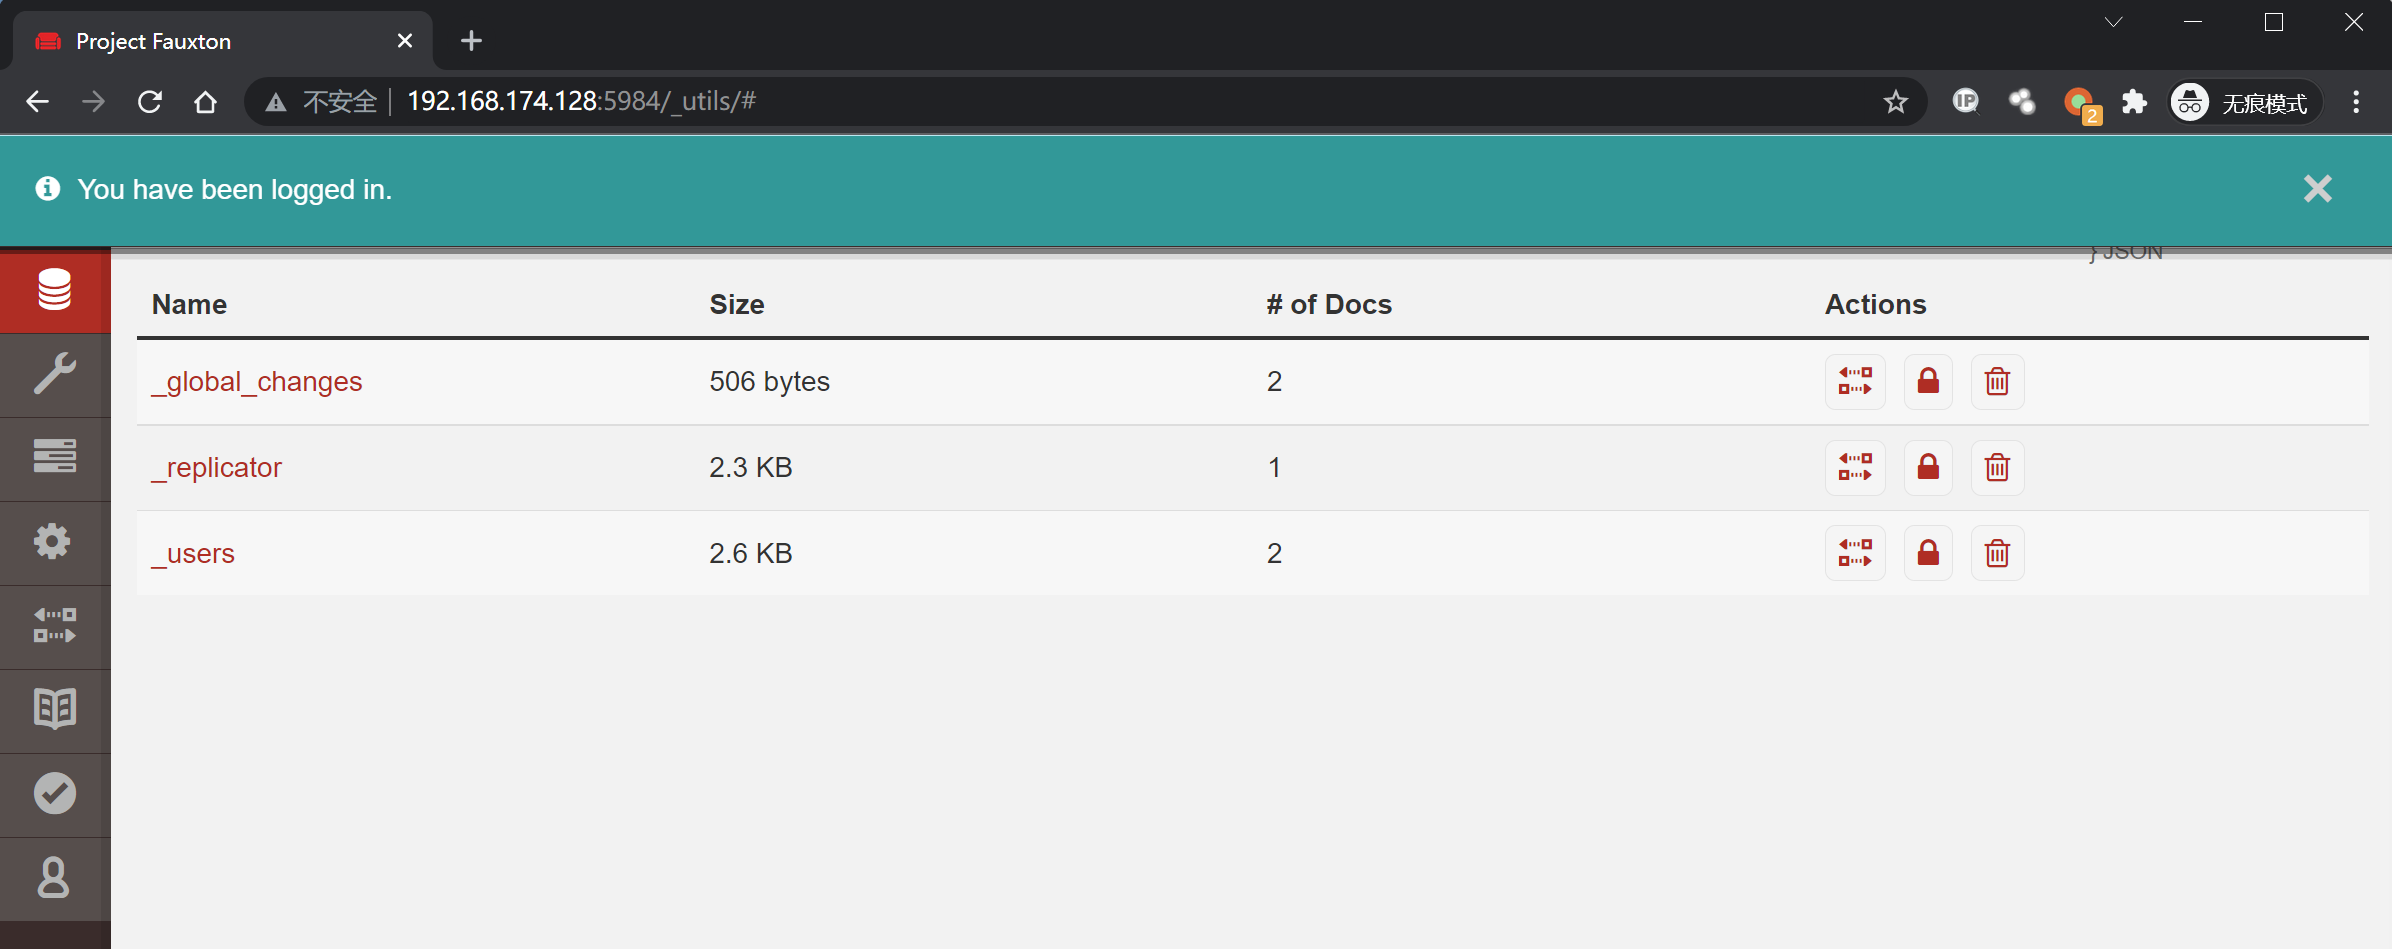 Project Fauxton
不安全 192.168.174.128:5984/_utils/#
IP
2
无痕模式
You have been logged in.
} JSON
Name Size # of Docs Actions
_global_changes 506 bytes 2
_replicator 2.3 KB 1
_users 2.6 KB 2